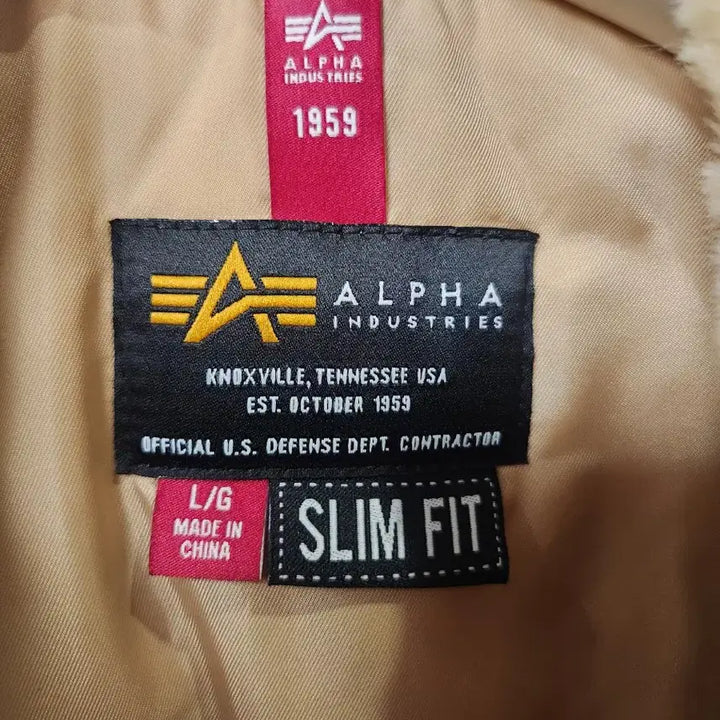 ALPHA
INDUSTRIES
1959
ALPHA
INDUSTRIES
KNOXVILLE, TENNESSEE USA
EST. OCTOBER 1959
OFFICIAL U.S. DEFENSE DEPT. CONTRACTOR
L/G
MADE IN
CHINA
SLIM FIT